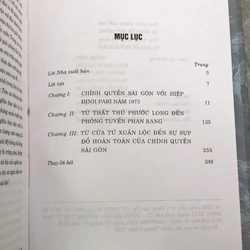 MỤC LỤC
Trang
Lời Nhà xuất bản 5
Lời tựa 7
Chương I: CHÍNH QUYỀN SÀI GÒN VỚI HIỆP
ĐỊNH PARI NĂM 1973 11
Chương II: TỪ THẤT THỦ PHƯỚC LONG ĐẾN
PHÒNG TUYẾN PHAN RANG 135
Chương III: TỪ CỬA TỬ XUÂN LỘC ĐẾN SỰ SỤP
ĐỔ HOÀN TOÀN CỦA CHÍNH QUYỀN
SÀI GÒN 255
Thay lời kết 349